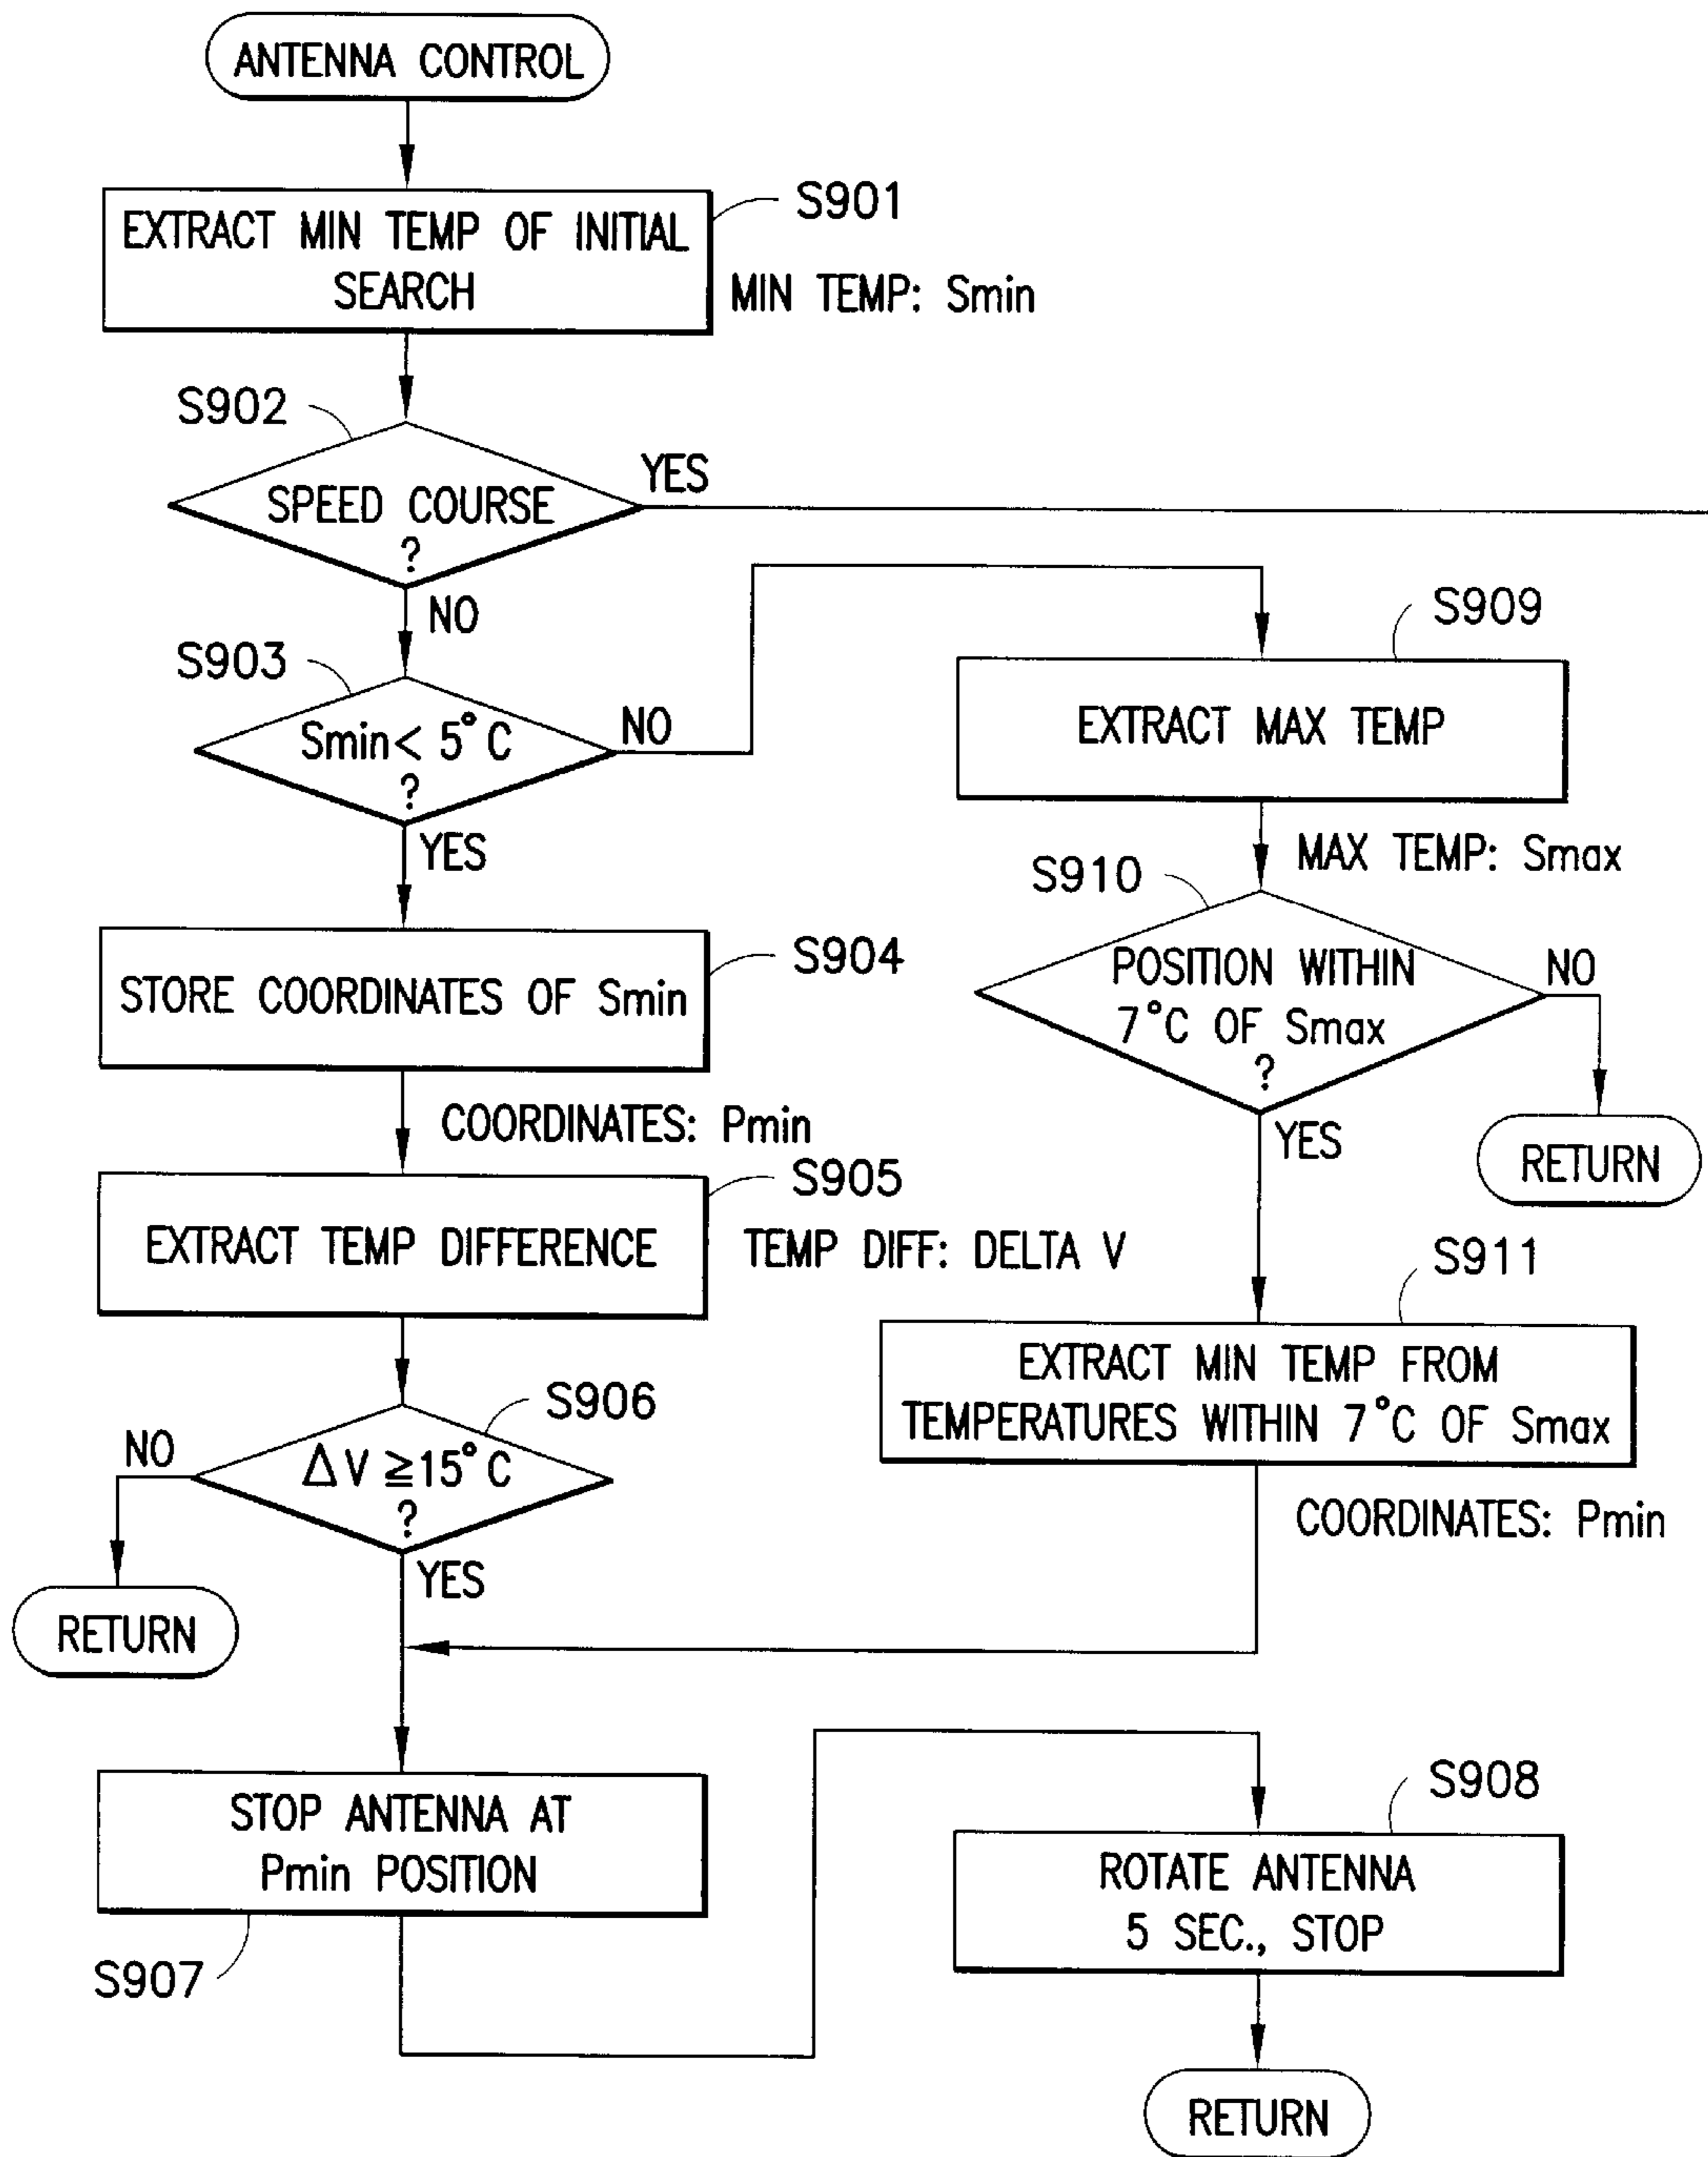 ANTENNA CONTROL
S901
EXTRACT MIN TEMP OF INITIAL
SEARCH
MIN TEMP: Smin
S902
SPEED COURSE
?
YES
NO
S903
Smin< 5°C
?
NO
YES
S904
STORE COORDINATES OF Smin
COORDINATES: Pmin
S905
EXTRACT TEMP DIFFERENCE
TEMP DIFF: DELTA V
S906
ΔV ≧15°C
?
NO
YES
RETURN
S909
EXTRACT MAX TEMP
MAX TEMP: Smax
S910
POSITION WITHIN
7°C OF Smax
?
NO
YES
RETURN
S911
EXTRACT MIN TEMP FROM
TEMPERATURES WITHIN 7°C OF Smax
COORDINATES: Pmin
STOP ANTENNA AT
Pmin POSITION
S907
S908
ROTATE ANTENNA
5 SEC., STOP
RETURN